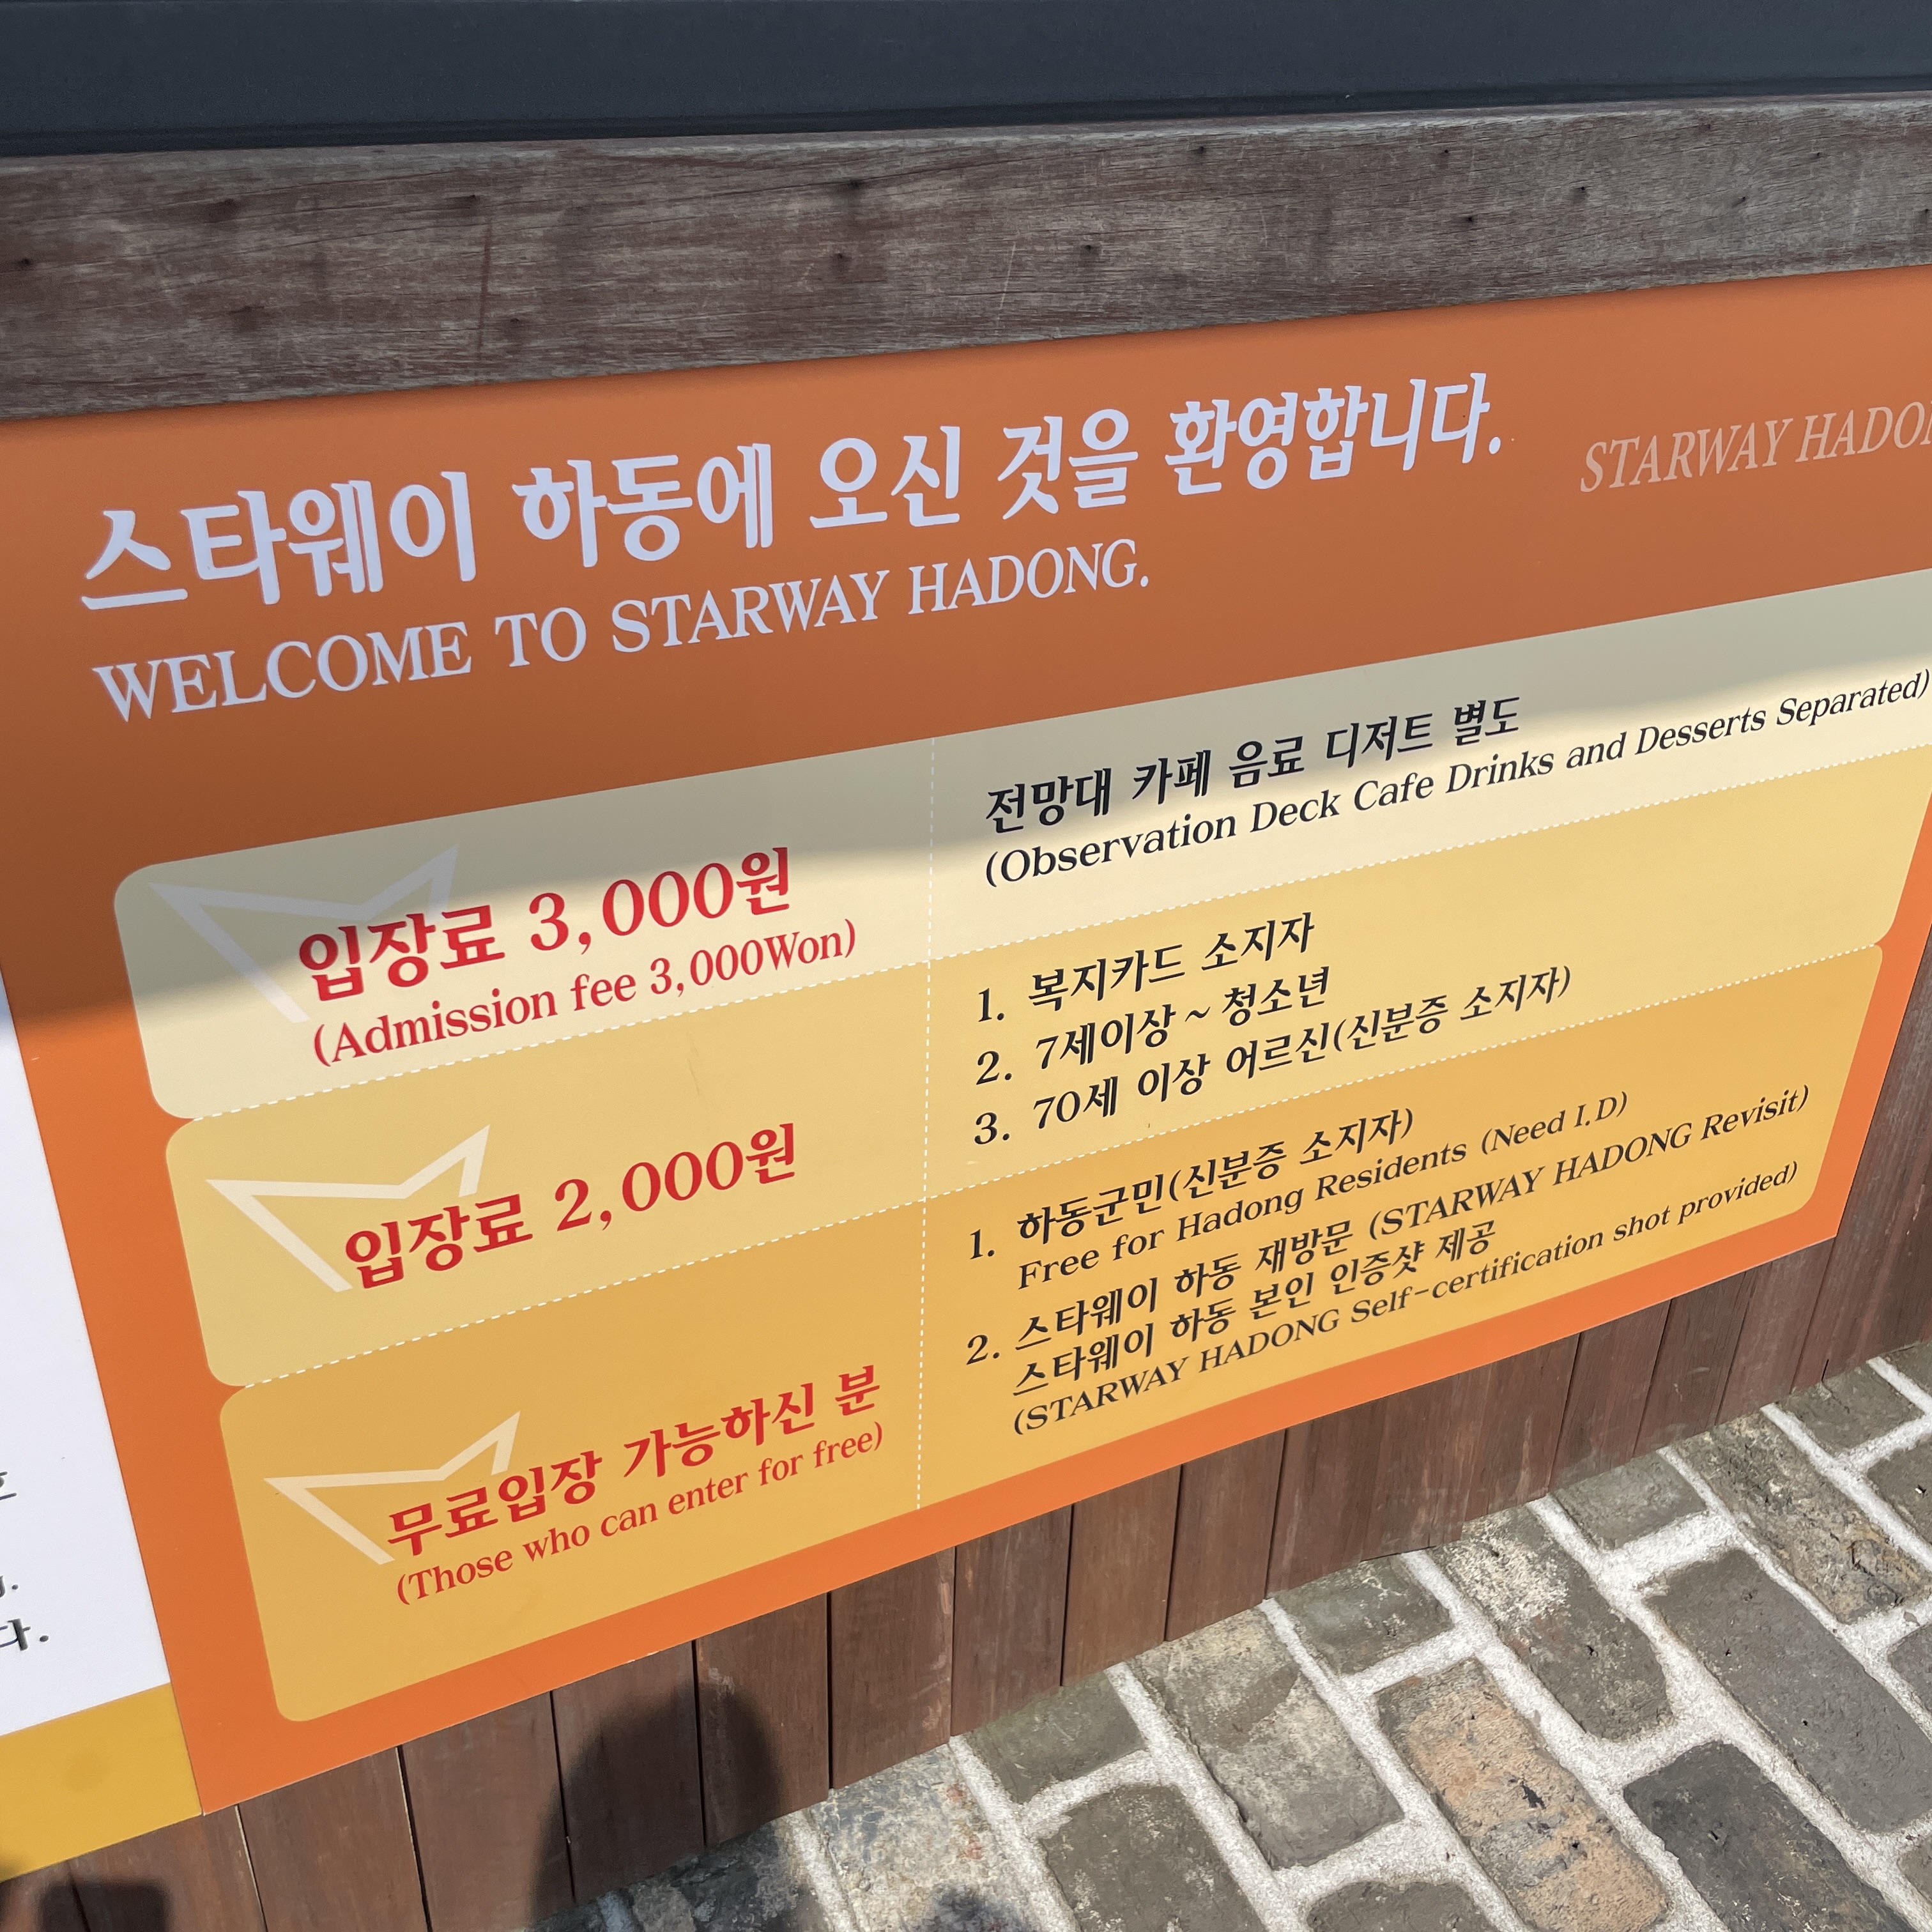 스타웨이 하동에 오신 것을 환영합니다.
WELCOME TO STARWAY HADONG.
STARWAY
입장료 3,000원
(Admission fee 3,000Won)
전망대 카페 음료 디저트 별도
(Observation Deck Cafe Drinks and Desserts Separated)
입장료 2,000원
1. 복지카드 소지자
2. 7세이상 ~ 청소년
3. 70세 이상 어르신(신분증 소지자)
무료입장 가능하신 분
(Those who can enter for free)
1. 하동군민(신분증 소지자)
Free for Hadong Residents (Need I.D)
2. 스타웨이 하동 재방문 (STARWAY HADONG Revisit)
스타웨이 하동 본인 인증샷 제공
(STARWAY HADONG Self-certification shot provided)